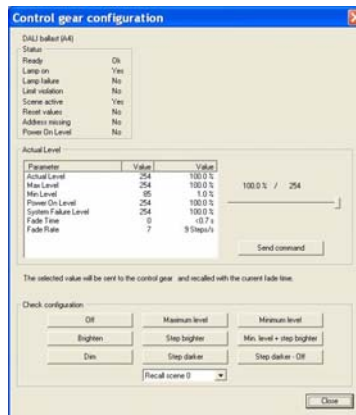 Control gear configuration
DALI ballast (A4)
Status
Ready Ok
Lamp on Yes
Lamp failure No
Limit violation No
Scene active Yes
Reset values No
Address missing No
Power On Level No
Actual Level
Parameter Value Value
Actual Level 254 100.0 %
Max Level 254 100.0 %
Min Level 85 1.0 %
Power On Level 254 100.0 %
System Failure Level 254 100.0 %
Fade Time 0 <0.7 s
Fade Rate 7 9 Steps/s
100.0 % / 254
Send command
The selected value will be sent to the control gear and recalled with the current fade time.
Check configuration
Off Maximum level Minimum level
Brighten Step brighter Min. level + step brighter
Dim Step darker Step darker - Off
Recall scene 0
Close